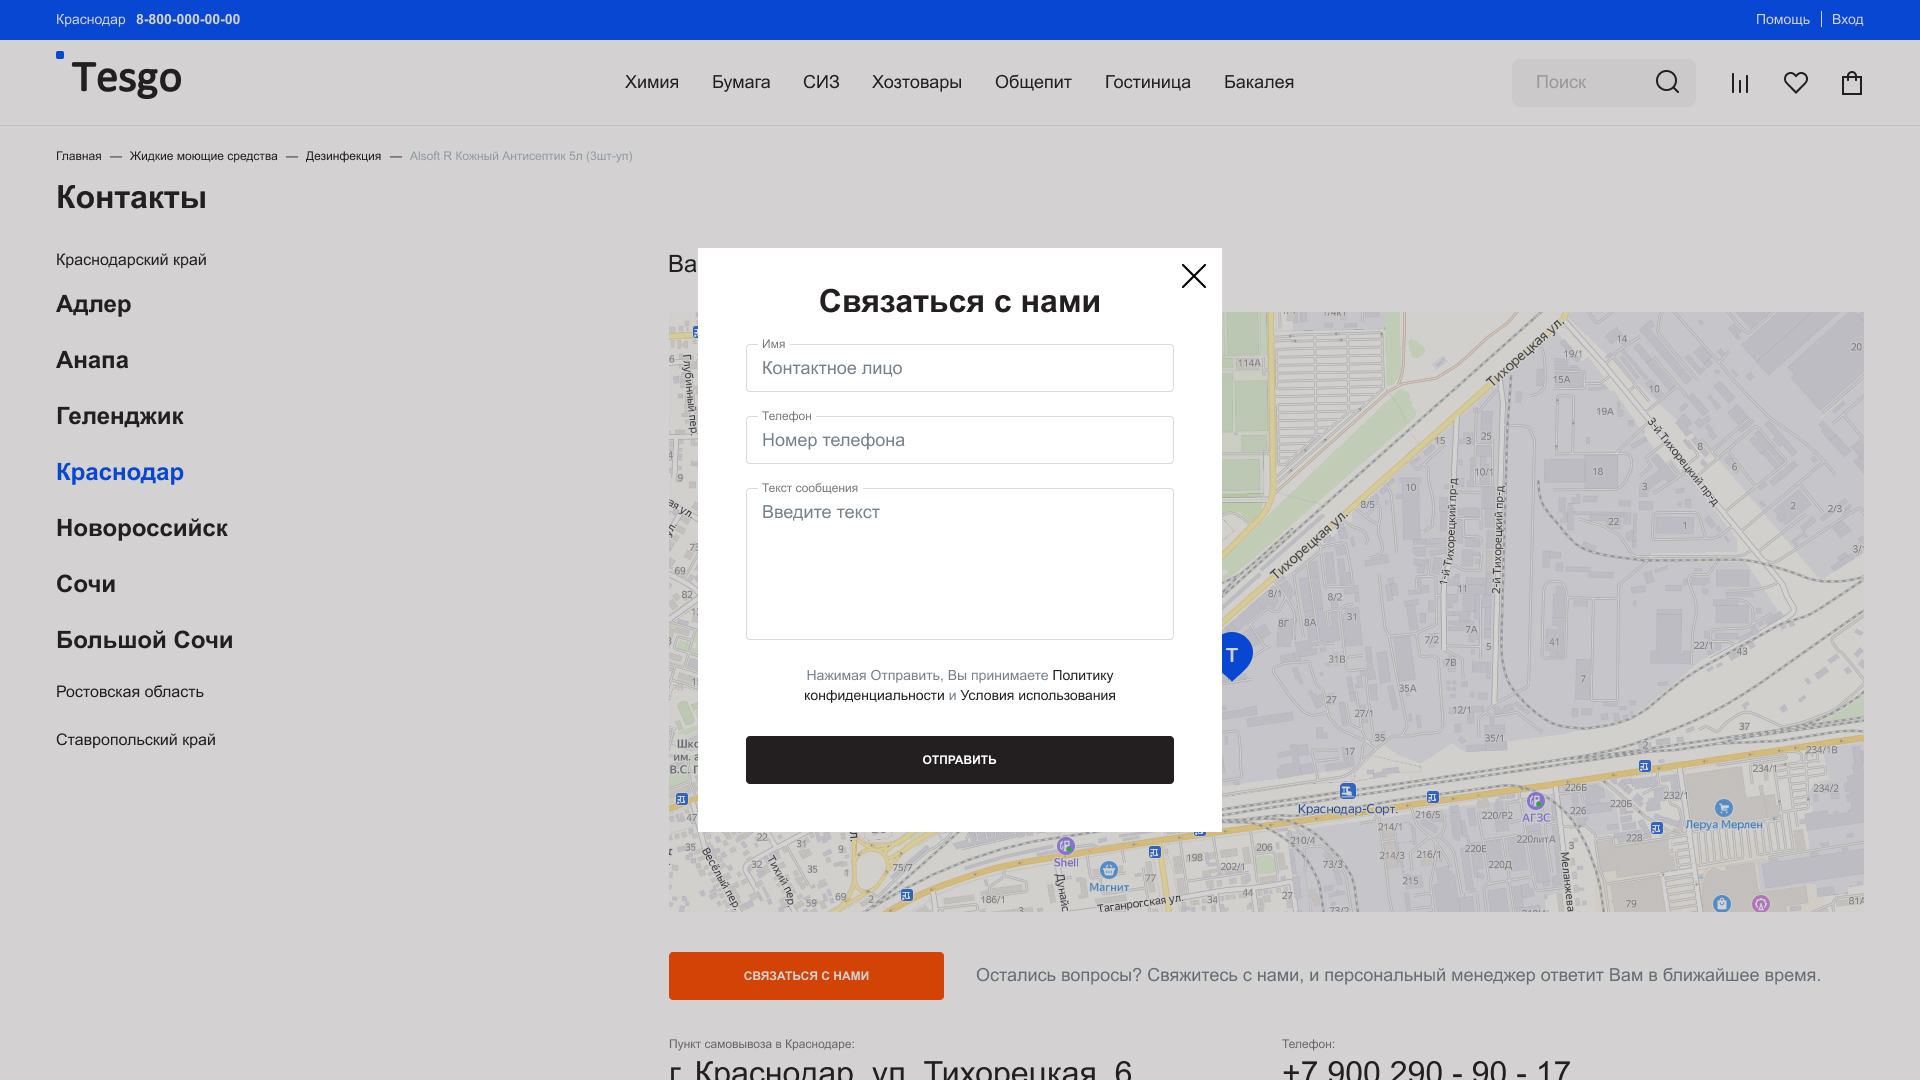 Краснодар 8-800-000-00-00
Помощь
Вход
Tesgo
Химия
Бумага
СИЗ
Хозтовары
Общепит
Гостиница
Бакалея
Поиск
Главная — Жидкие моющие средства — Дезинфекция — Alsoft R Кожный Антисептик 5л (3шт-уп)
Контакты
Краснодарский край
Адлер
Анапа
Геленджик
Краснодар
Новороссийск
Сочи
Большой Сочи
Ростовская область
Ставропольский край
Ва
Связаться с нами
Имя
Контактное лицо
Телефон
Номер телефона
Текст сообщения
Введите текст
Нажимая Отправить, Вы принимаете Политику
конфиденциальности и Условия использования
ОТПРАВИТЬ
Глубинный пер.
Тихорецкая ул.
Тихорецкая ул.
3-й Тихорецкий пр-д
1-й Тихорецкий пр-д
2-й Тихорецкий пр-д
T
Краснодар-Сорт.
АГЗС
Леруа Мерлен
Shell
Магнит
Весёлый пер.
Тихий пер.
Таганрогская ул.
СВЯЗАТЬСЯ С НАМИ
Остались вопросы? Свяжитесь с нами, и персональный менеджер ответит Вам в ближайшее время.
Пункт самовывоза в Краснодаре:
г. Краснодар, ул. Тихорецкая, 6
Телефон:
+7 900 290 - 90 - 17